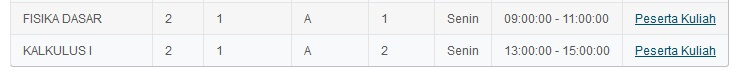 FISIKA DASAR 2 1 A 1 Senin 09:00:00 - 11:00:00 Peserta Kuliah
KALKULUS I 2 1 A 2 Senin 13:00:00 - 15:00:00 Peserta Kuliah